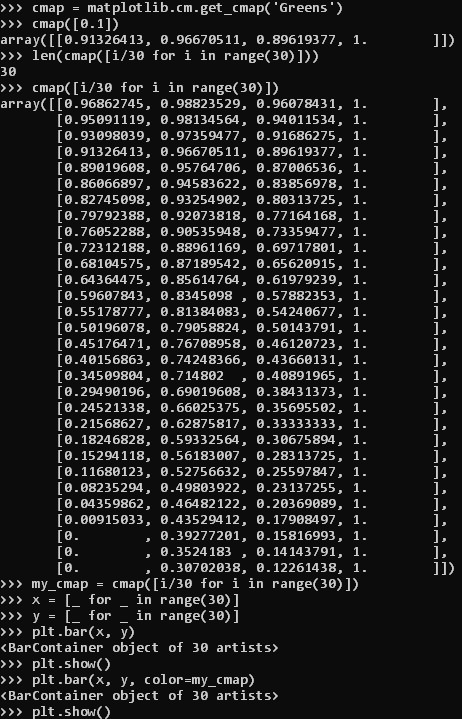 >>> cmap = matplotlib.cm.get_cmap('Greens')
>>> cmap([0.1])
array([[0.91326413, 0.96670511, 0.89619377, 1.        ]])
>>> len(cmap([i/30 for i in range(30)]))
30
>>> cmap([i/30 for i in range(30)])
array([[0.96862745, 0.98823529, 0.96078431, 1.        ],
       [0.95091119, 0.98134564, 0.94011534, 1.        ],
       [0.93098039, 0.97359477, 0.91686275, 1.        ],
       [0.91326413, 0.96670511, 0.89619377, 1.        ],
       [0.89019608, 0.95764706, 0.87006536, 1.        ],
       [0.86066897, 0.94583622, 0.83856978, 1.        ],
       [0.82745098, 0.93254902, 0.80313725, 1.        ],
       [0.79792388, 0.92073818, 0.77164168, 1.        ],
       [0.76052288, 0.90535948, 0.73359477, 1.        ],
       [0.72312188, 0.88961169, 0.69717801, 1.        ],
       [0.68104575, 0.87189542, 0.65620915, 1.        ],
       [0.64364475, 0.85614764, 0.61979239, 1.        ],
       [0.59607843, 0.8345098 , 0.57882353, 1.        ],
       [0.55178777, 0.81384083, 0.54240677, 1.        ],
       [0.50196078, 0.79058824, 0.50143791, 1.        ],
       [0.45176471, 0.76708958, 0.46120723, 1.        ],
       [0.40156863, 0.74248366, 0.43660131, 1.        ],
       [0.34509804, 0.714802  , 0.40891965, 1.        ],
       [0.29490196, 0.69019608, 0.38431373, 1.        ],
       [0.24521338, 0.66025375, 0.35695502, 1.        ],
       [0.21568627, 0.62875817, 0.33333333, 1.        ],
       [0.18246828, 0.59332564, 0.30675894, 1.        ],
       [0.15294118, 0.56183007, 0.28313725, 1.        ],
       [0.11680123, 0.52756632, 0.25597847, 1.        ],
       [0.08235294, 0.49803922, 0.23137255, 1.        ],
       [0.04359862, 0.46482122, 0.20369089, 1.        ],
       [0.00915033, 0.43529412, 0.17908497, 1.        ],
       [0.        , 0.39277201, 0.15816993, 1.        ],
       [0.        , 0.3524183 , 0.14143791, 1.        ],
       [0.        , 0.30702038, 0.12261438, 1.        ]])
>>> my_cmap = cmap([i/30 for i in range(30)])
>>> x = [_ for _ in range(30)]
>>> y = [_ for _ in range(30)]
>>> plt.bar(x, y)
<BarContainer object of 30 artists>
>>> plt.show()
>>> plt.bar(x, y, color=my_cmap)
<BarContainer object of 30 artists>
>>> plt.show()